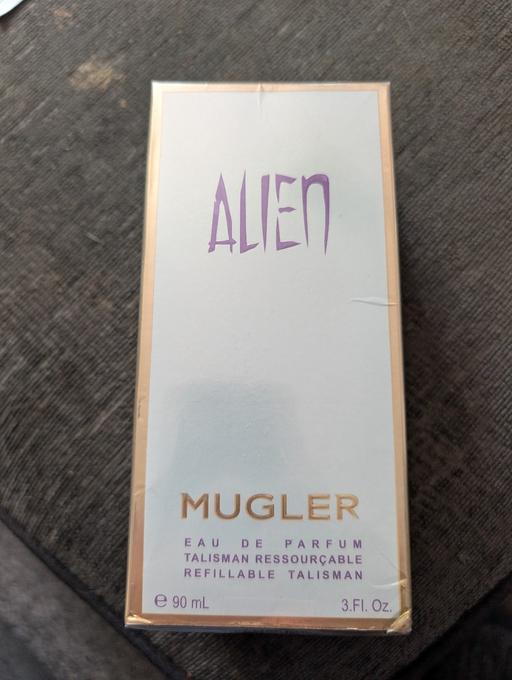 ALIEN
MUGLER
EAU DE PARFUM
TALISMAN RESSOURÇABLE
REFILLABLE TALISMAN
℮ 90 mL 3.Fl. Oz.